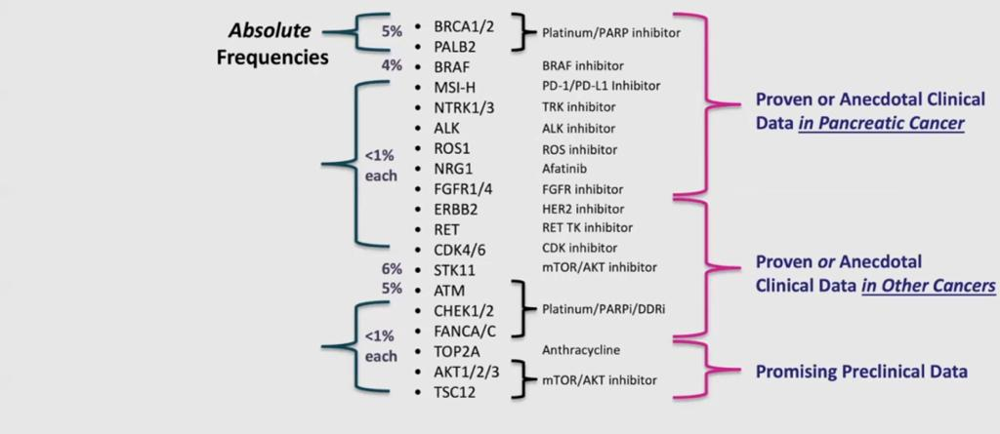 Absolute
Frequencies
5%
• BRCA1/2
• PALB2
Platinum/PARP inhibitor
4% • BRAF BRAF inhibitor
• MSI-H PD-1/PD-L1 Inhibitor
• NTRK1/3 TRK inhibitor
• ALK ALK inhibitor
<1%
each
• ROS1 ROS inhibitor
• NRG1 Afatinib
• FGFR1/4 FGFR inhibitor
Proven or Anecdotal Clinical
Data in Pancreatic Cancer
• ERBB2 HER2 inhibitor
• RET RET TK inhibitor
• CDK4/6 CDK inhibitor
6% • STK11 mTOR/AKT inhibitor
5% • ATM
• CHEK1/2
• FANCA/C
Platinum/PARPi/DDRi
Proven or Anecdotal
Clinical Data in Other Cancers
<1%
each
• TOP2A Anthracycline
• AKT1/2/3
• TSC12
mTOR/AKT inhibitor
Promising Preclinical Data